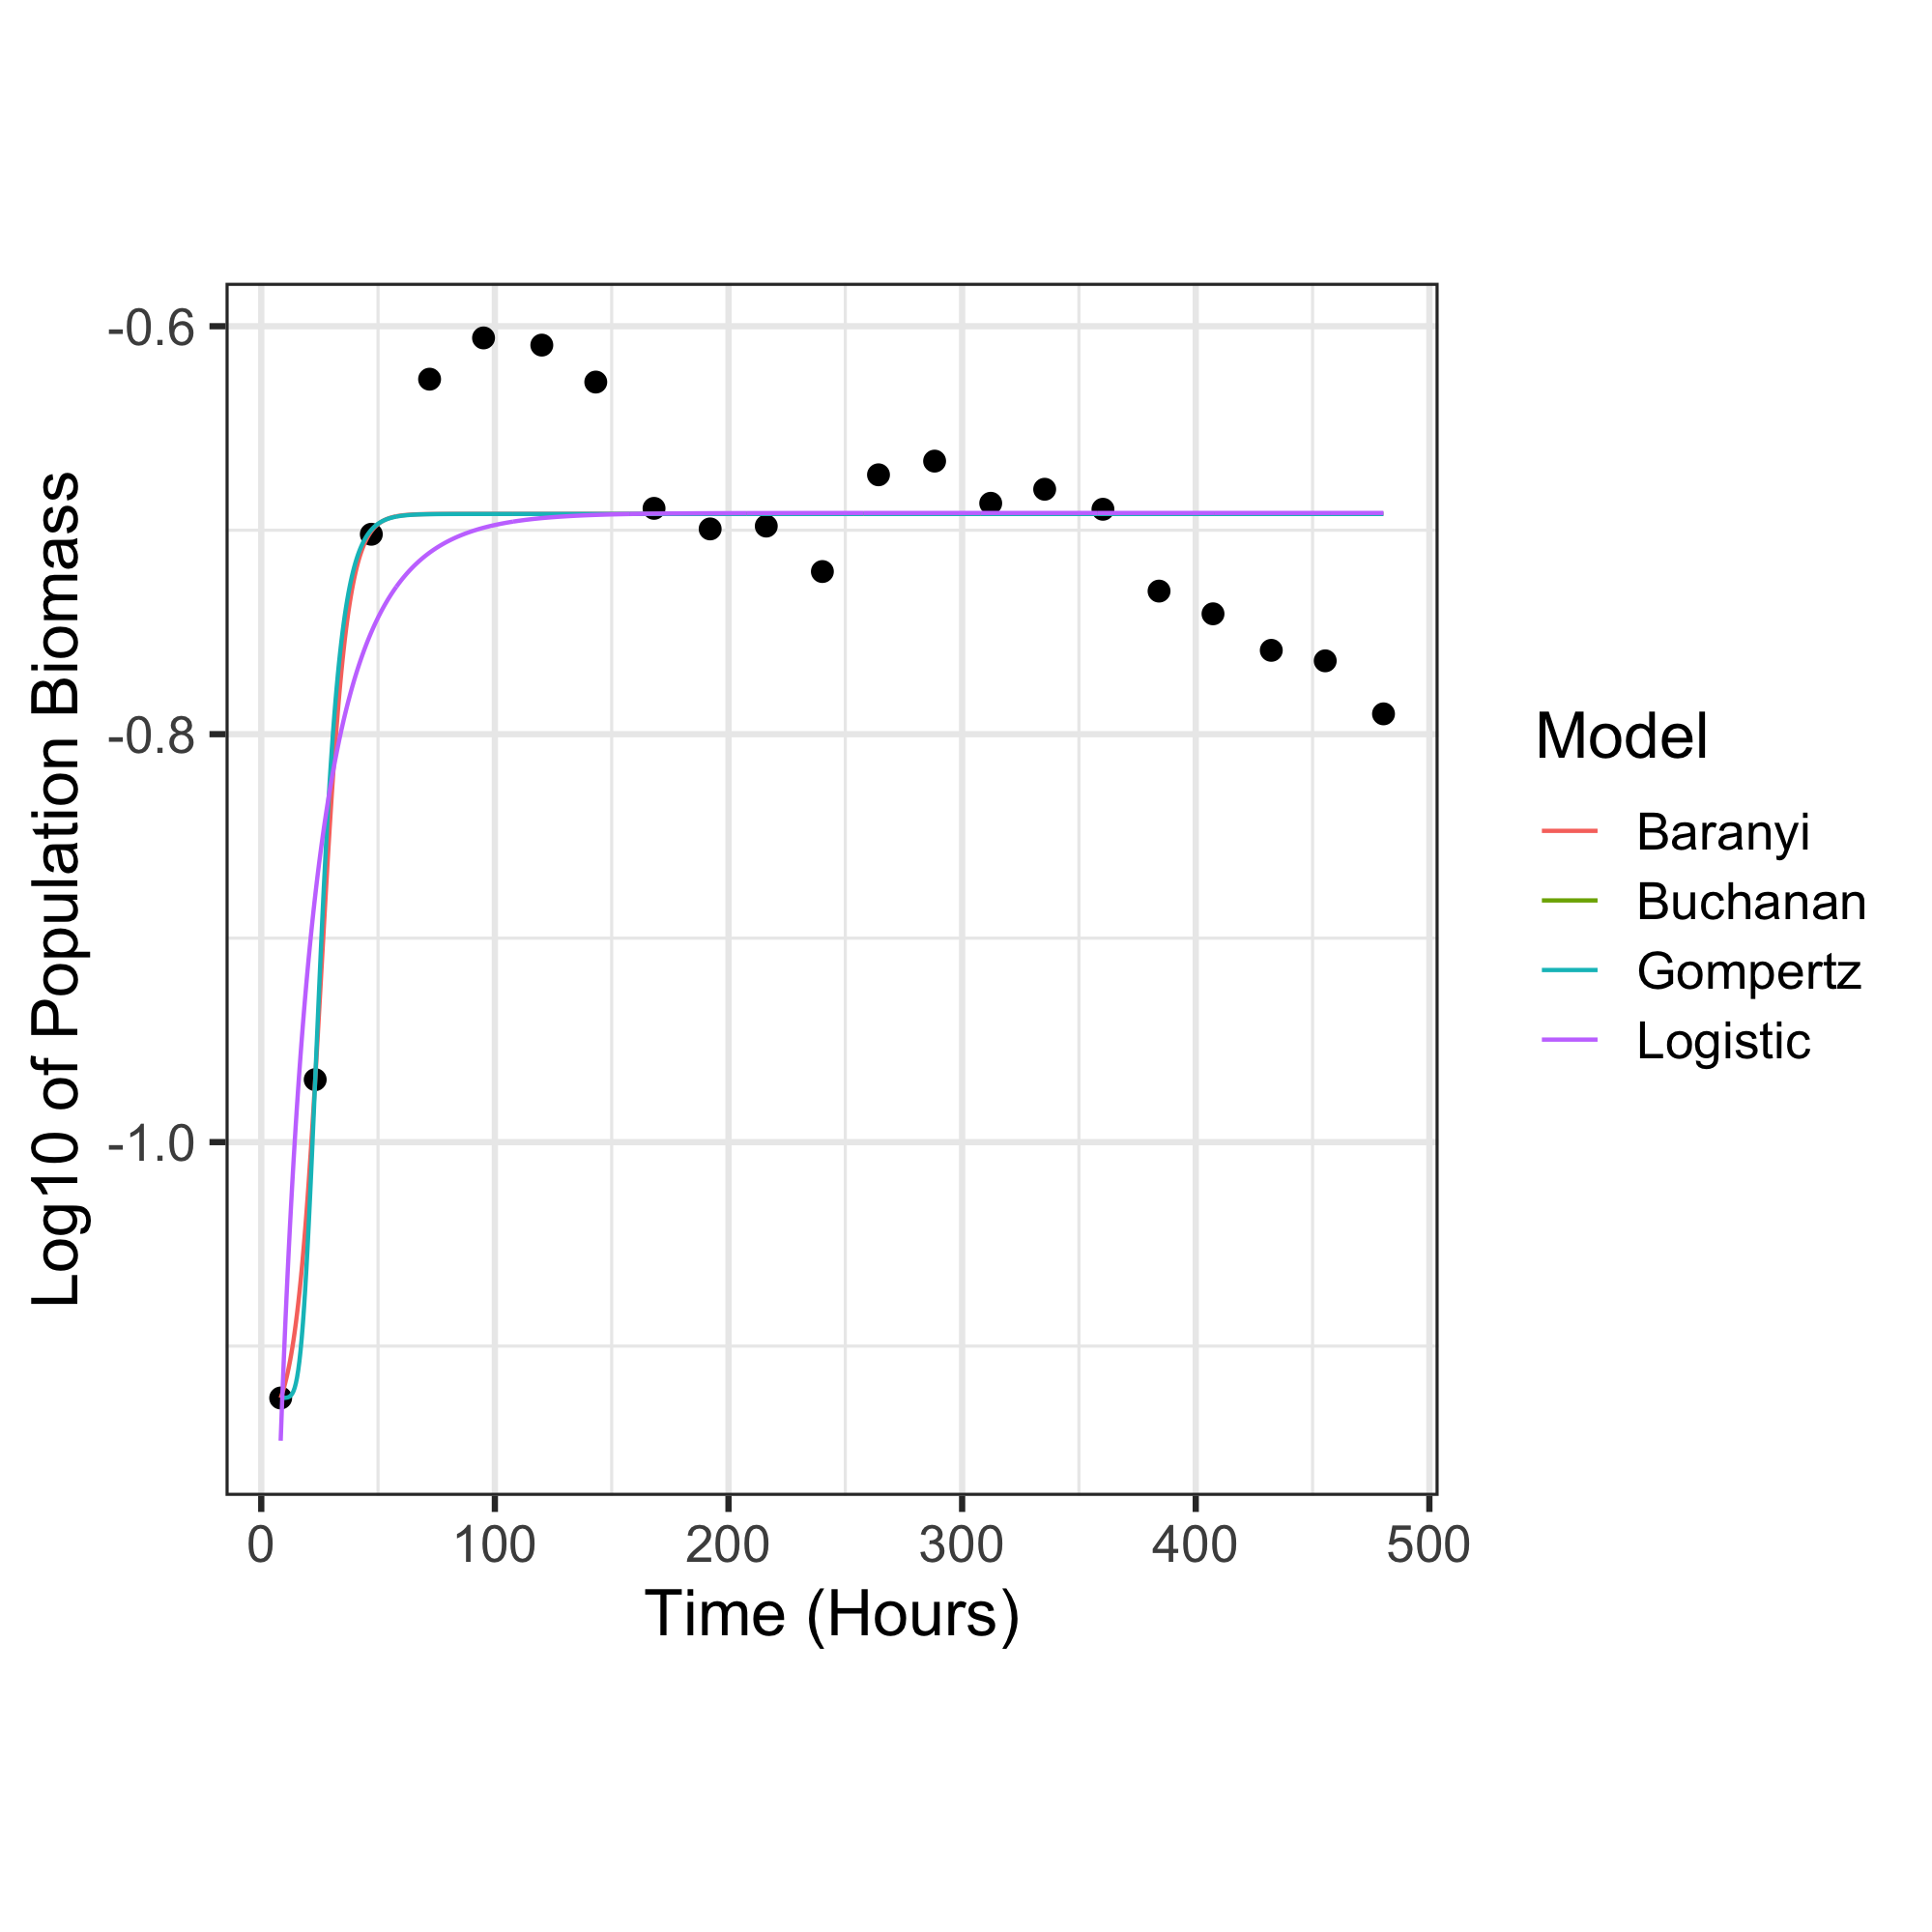 Log10 of Population Biomass
-0.6
-0.8
-1.0
0 100 200 300 400 500
Time (Hours)
Model
Baranyi
Buchanan
Gompertz
Logistic